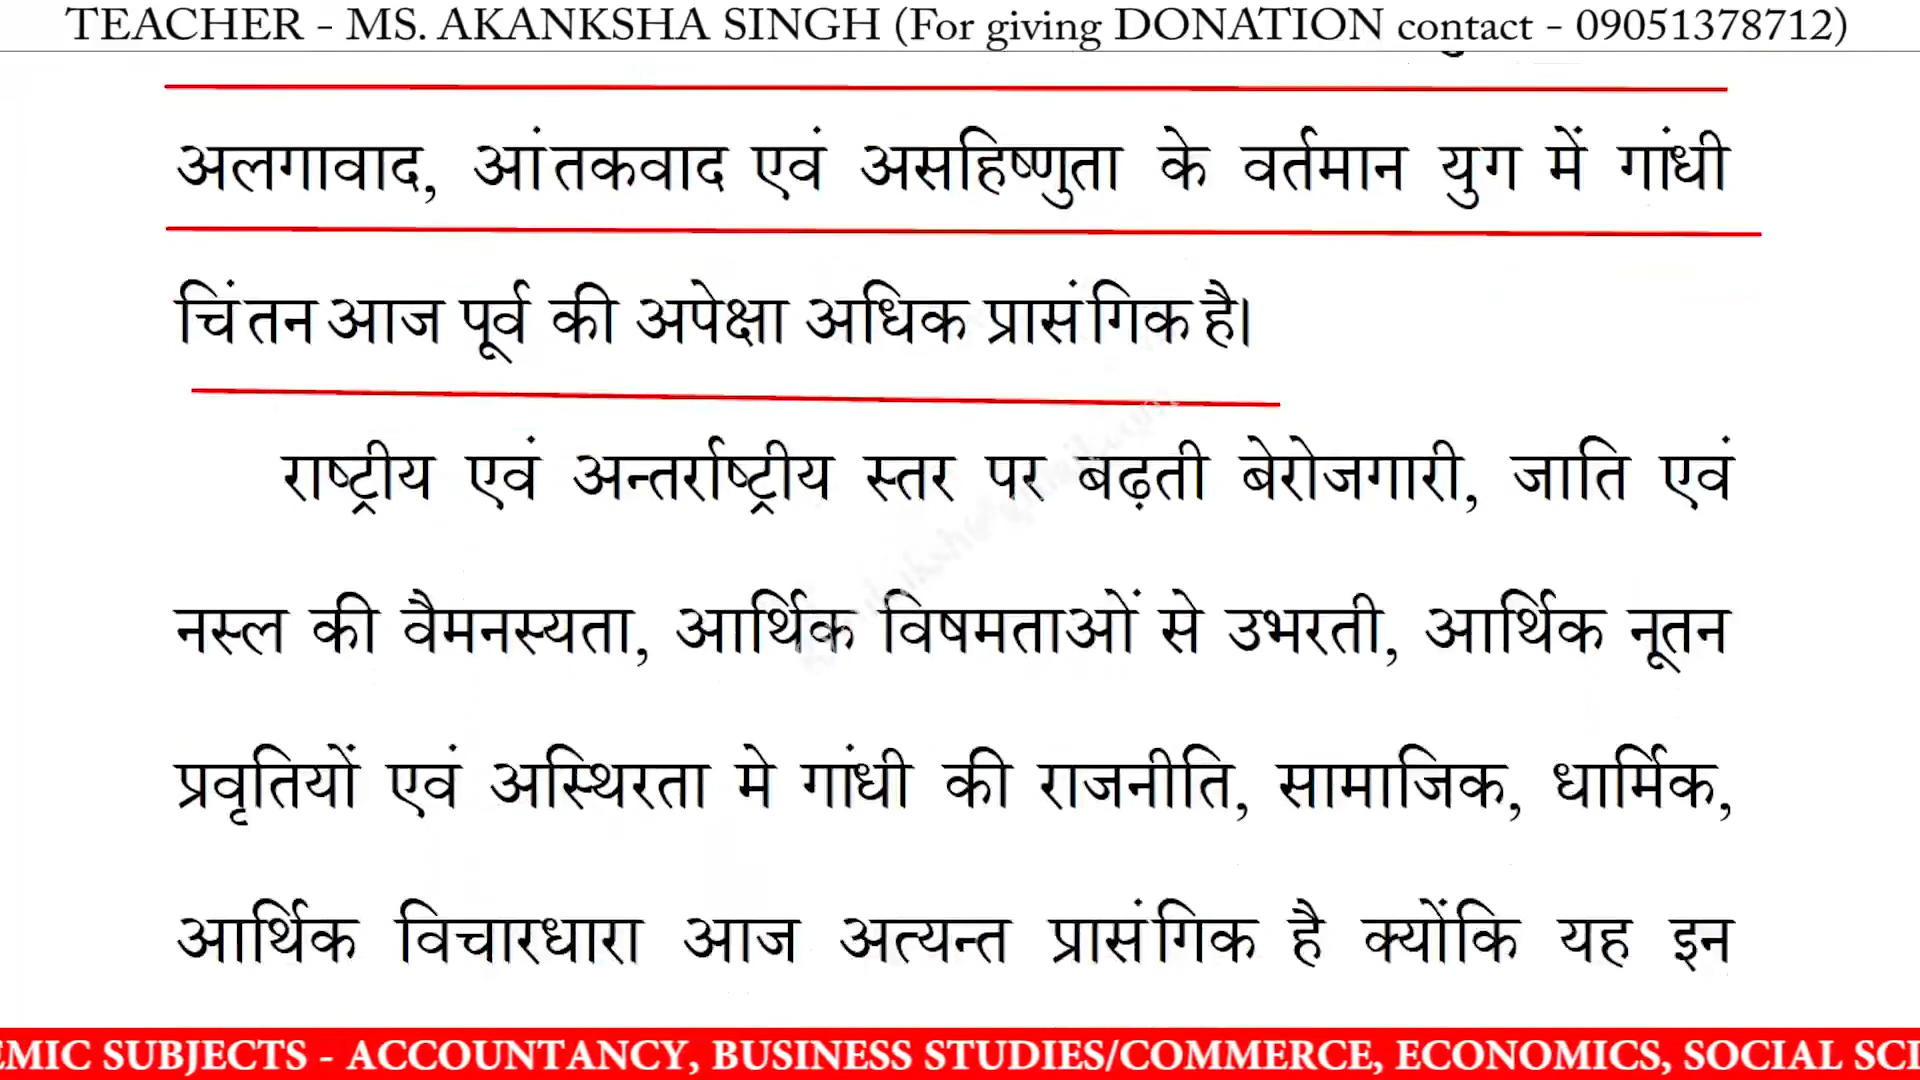 TEACHER - MS. AKANKSHA SINGH (For giving DONATION contact - 09051378712)
अलगावाद, आंतकवाद एवं असहिष्णुता के वर्तमान युग में गांधी
चिंतन आज पूर्व की अपेक्षा अधिक प्रासंगिक है।
राष्ट्रीय एवं अन्तर्राष्ट्रीय स्तर पर बढ़ती बेरोजगारी, जाति एवं
नस्ल की वैमनस्यता, आर्थिक विषमताओं से उभरती, आर्थिक नूतन
प्रवृतियों एवं अस्थिरता मे गांधी की राजनीति, सामाजिक, धार्मिक,
आर्थिक विचारधारा आज अत्यन्त प्रासंगिक है क्योंकि यह इन
EMIC SUBJECTS - ACCOUNTANCY, BUSINESS STUDIES/COMMERCE, ECONOMICS, SOCIAL SCI